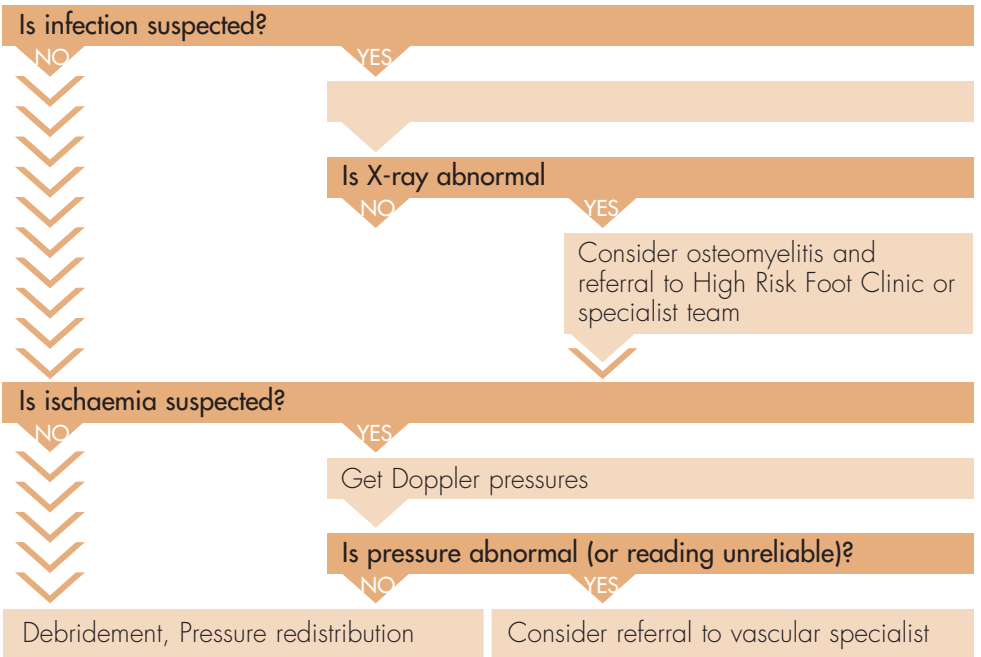 Is infection suspected?
NO
YES
Is X-ray abnormal
NO
YES
Consider osteomyelitis and
referral to High Risk Foot Clinic or
specialist team
Is ischaemia suspected?
NO
YES
Get Doppler pressures
Is pressure abnormal (or reading unreliable)?
NO
YES
Debridement, Pressure redistribution
Consider referral to vascular specialist